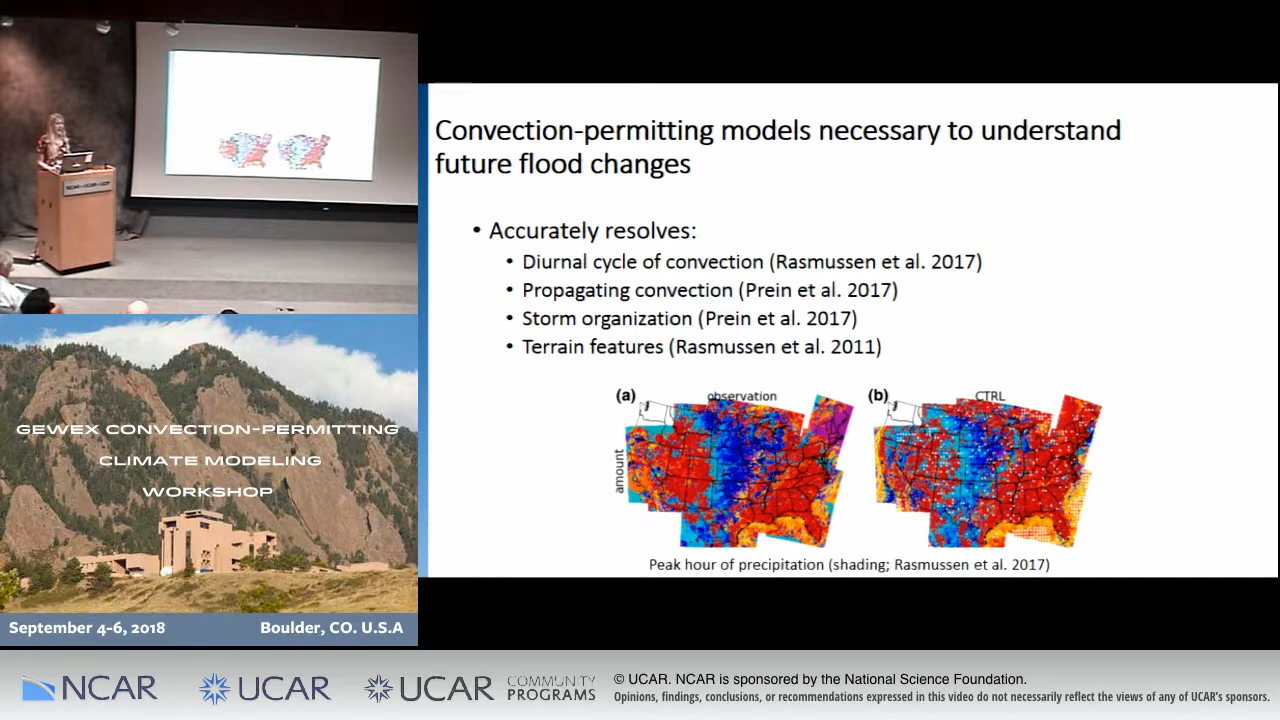 NCAR UCAR UCP
Convection-permitting models necessary to understand
future flood changes
• Accurately resolves:
• Diurnal cycle of convection (Rasmussen et al. 2017)
• Propagating convection (Prein et al. 2017)
• Storm organization (Prein et al. 2017)
• Terrain features (Rasmussen et al. 2011)
(a) observation
(b) CTRL
amount
Peak hour of precipitation (shading; Rasmussen et al. 2017)
GEWEX CONVECTION-PERMITTING
CLIMATE MODELING
WORKSHOP
September 4-6, 2018 Boulder, CO. U.S.A
NCAR
UCAR
UCAR
COMMUNITY
PROGRAMS
© UCAR. NCAR is sponsored by the National Science Foundation.
Opinions, findings, conclusions, or recommendations expressed in this video do not necessarily reflect the views of any of UCAR's sponsors.